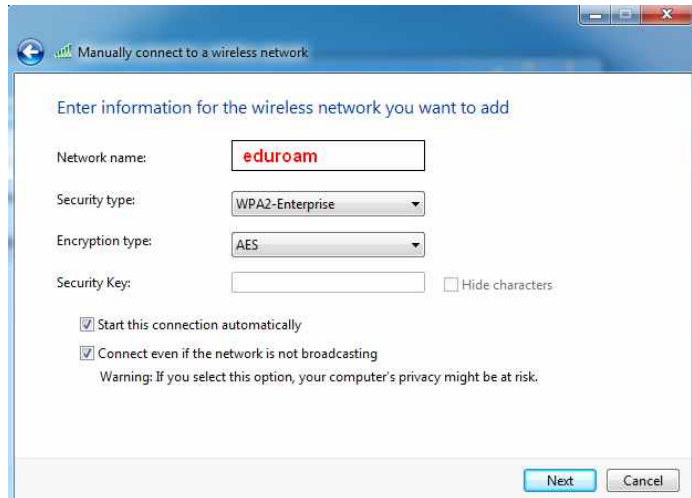 Manually connect to a wireless network
Enter information for the wireless network you want to add
Network name: eduroam
Security type: WPA2-Enterprise
Encryption type: AES
Security Key: Hide characters
Start this connection automatically
Connect even if the network is not broadcasting
Warning: If you select this option, your computer's privacy might be at risk.
Next Cancel